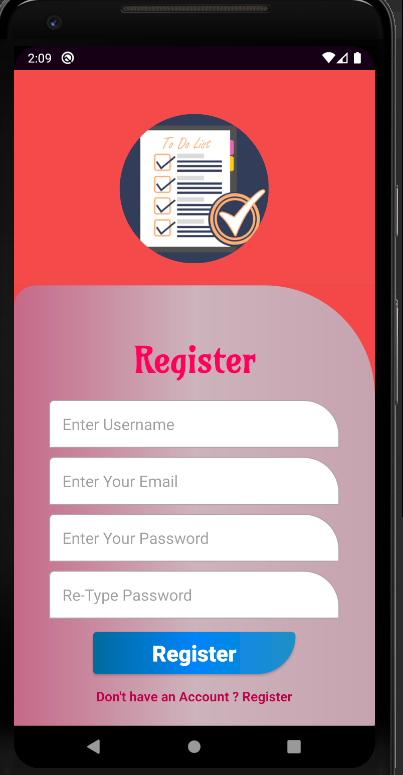 2:09
To Do List
Register
Enter Username
Enter Your Email
Enter Your Password
Re-Type Password
Register
Don't have an Account ? Register